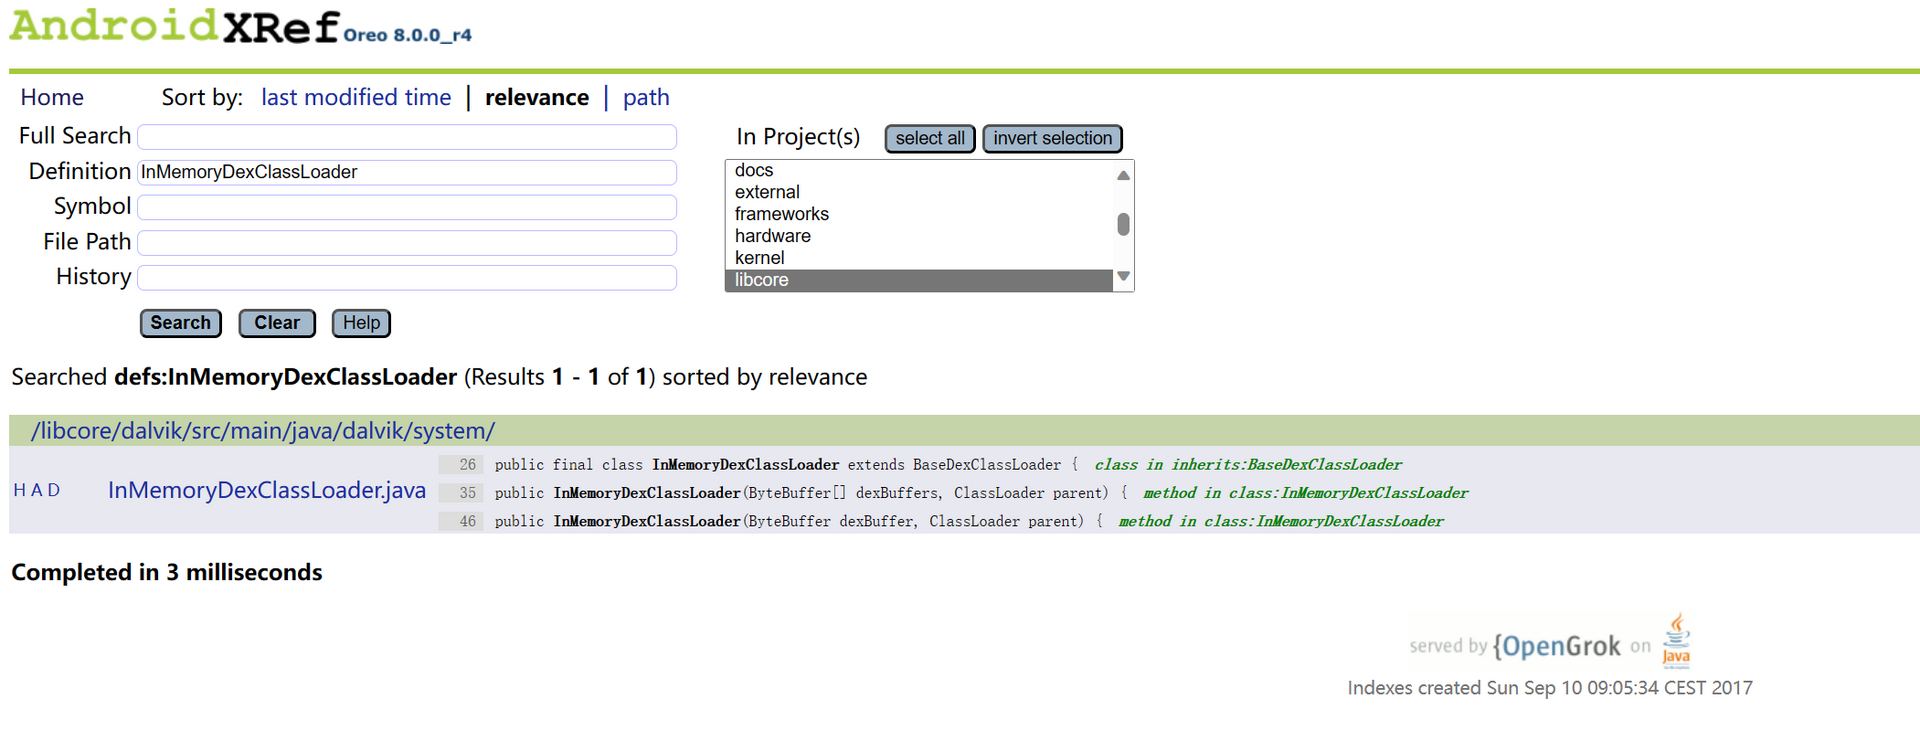 AndroidXRef Oreo 8.0.0_r4
Home Sort by: last modified time | relevance | path
Full Search
In Project(s) select all invert selection
Definition InMemoryDexClassLoader
Symbol
File Path
History
docs
external
frameworks
hardware
kernel
libcore
Search Clear Help
Searched defs:InMemoryDexClassLoader (Results 1 - 1 of 1) sorted by relevance
/libcore/dalvik/src/main/java/dalvik/system/
H A D InMemoryDexClassLoader.java
26 public final class InMemoryDexClassLoader extends BaseDexClassLoader { class in inherits:BaseDexClassLoader
35 public InMemoryDexClassLoader(ByteBuffer[] dexBuffers, ClassLoader parent) { method in class:InMemoryDexClassLoader
46 public InMemoryDexClassLoader(ByteBuffer dexBuffer, ClassLoader parent) { method in class:InMemoryDexClassLoader
Completed in 3 milliseconds
served by {OpenGrok on Java
Indexes created Sun Sep 10 09:05:34 CEST 2017